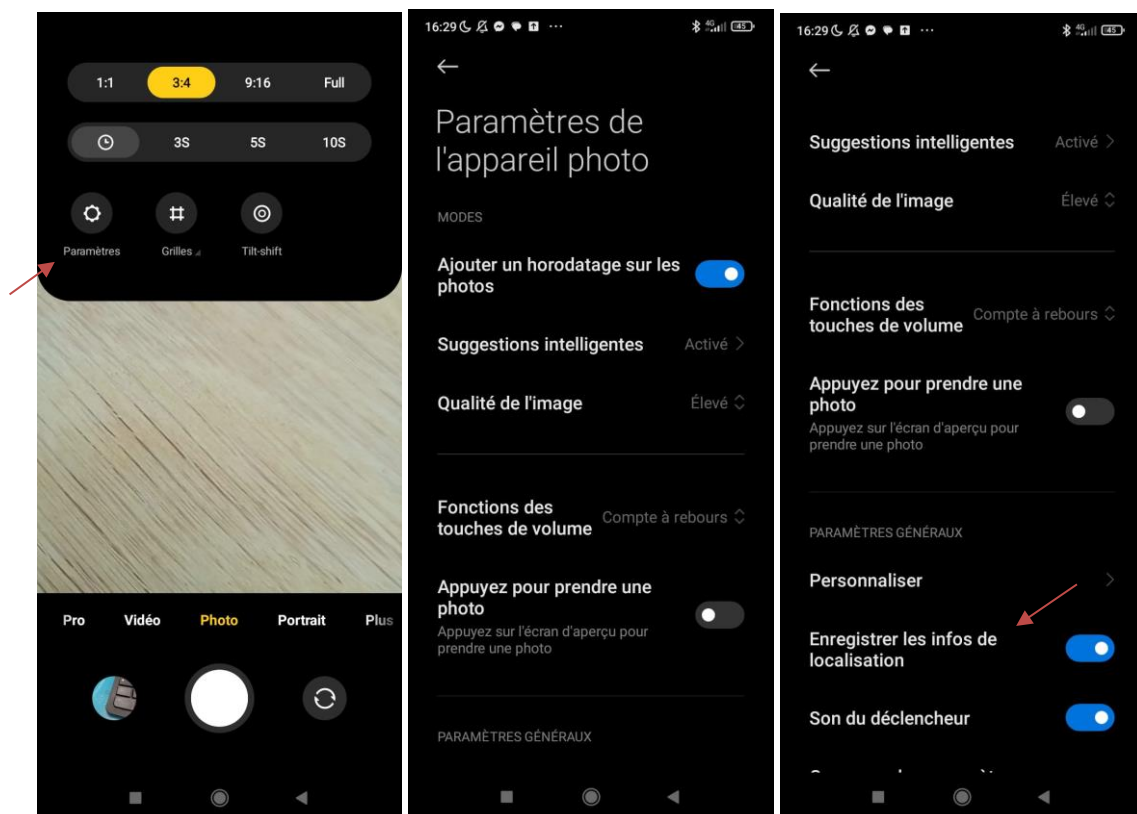 1:1 3:4 9:16 Full
3S 5S 10S
Paramètres Grilles Tilt-shift
Pro Vidéo Photo Portrait Plus
16:29 4G 45
Paramètres de
l'appareil photo
MODES
Ajouter un horodatage sur les
photos
Suggestions intelligentes Activé
Qualité de l'image Élevé
Fonctions des
touches de volume Compte à rebours
Appuyez pour prendre une
photo
Appuyez sur l'écran d'aperçu pour
prendre une photo
PARAMÈTRES GÉNÉRAUX
16:29 4G 45
Suggestions intelligentes Activé
Qualité de l'image Élevé
Fonctions des
touches de volume Compte à rebours
Appuyez pour prendre une
photo
Appuyez sur l'écran d'aperçu pour
prendre une photo
PARAMÈTRES GÉNÉRAUX
Personnaliser
Enregistrer les infos de
localisation
Son du déclencheur